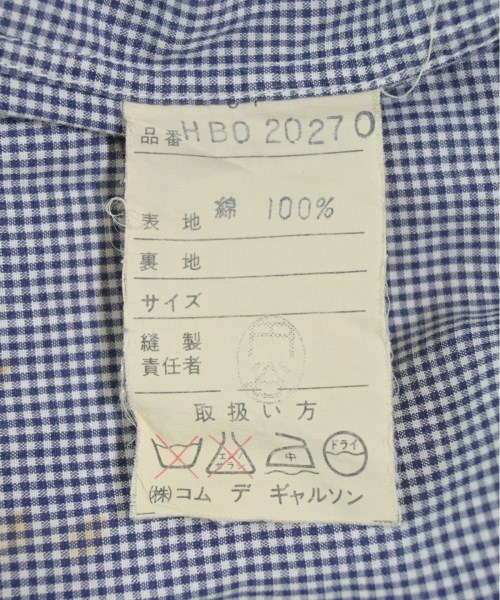 品番 HBO 20270
表地 綿 100%
裏地
サイズ
縫製
責任者
取扱い方
エンソ サラシ 中 ドライ
㈱コム デ ギャルソン